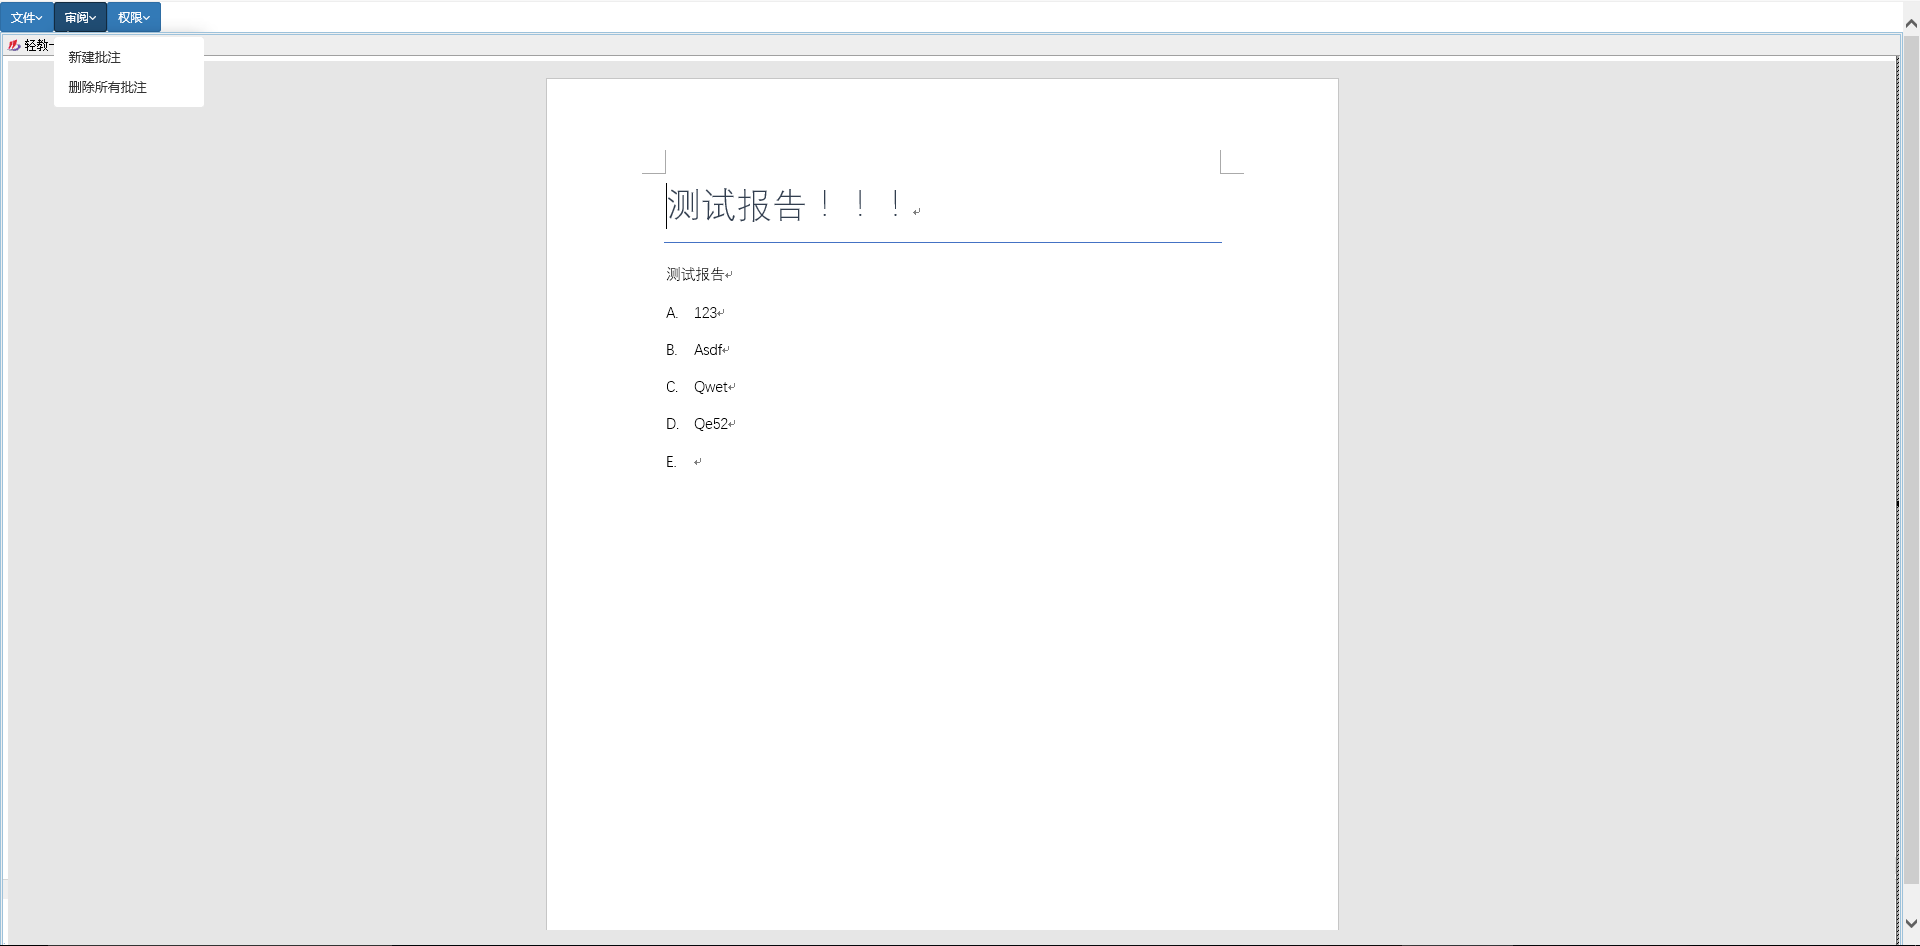 文件 审阅 权限
轻教
新建批注
删除所有批注
测试报告！！！
测试报告
A. 123
B. Asdf
C. Qwet
D. Qe52
E.